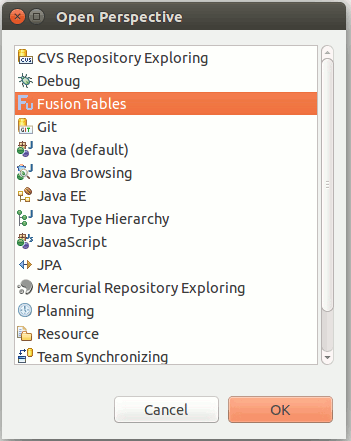 Open Perspective
CVS Repository Exploring
Debug
Fusion Tables
Git
Java (default)
Java Browsing
Java EE
Java Type Hierarchy
JavaScript
JPA
Mercurial Repository Exploring
Planning
Resource
Team Synchronizing
Cancel
OK